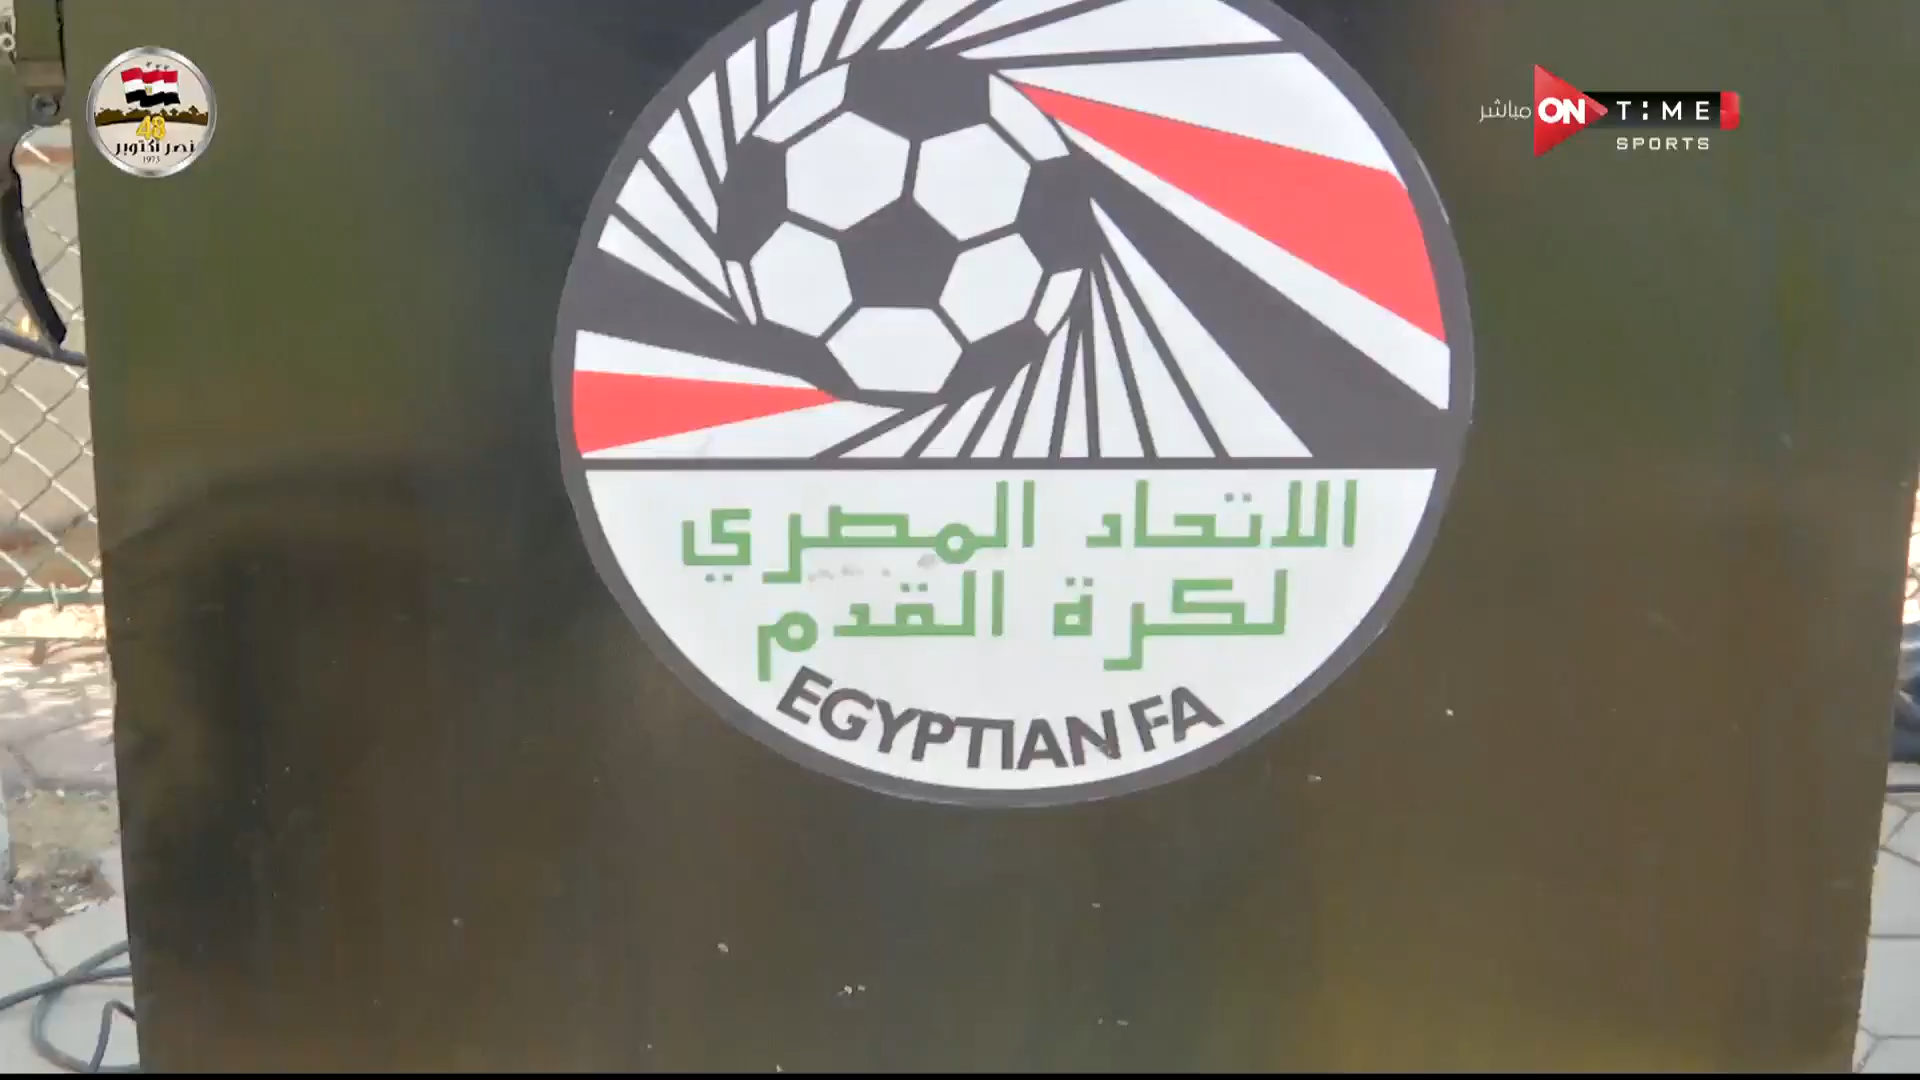 48
نصر أكتوبر
1973
مباشر ON TIME
SPORTS
الاتحاد المصري
لكرة القدم
EGYPTIAN FA